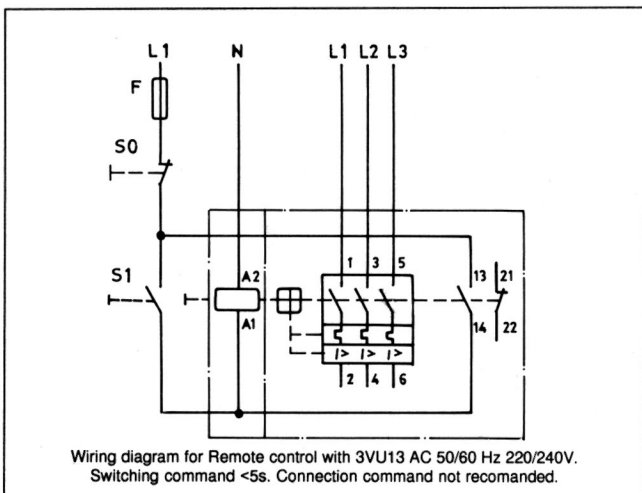 L1 N L1 L2 L3
F
S0
1 3 5 13 21
S1 A2
A1 14 22
I> I> I>
2 4 6
Wiring diagram for Remote control with 3VU13 AC 50/60 Hz 220/240V.
Switching command <5s. Connection command not recomanded.